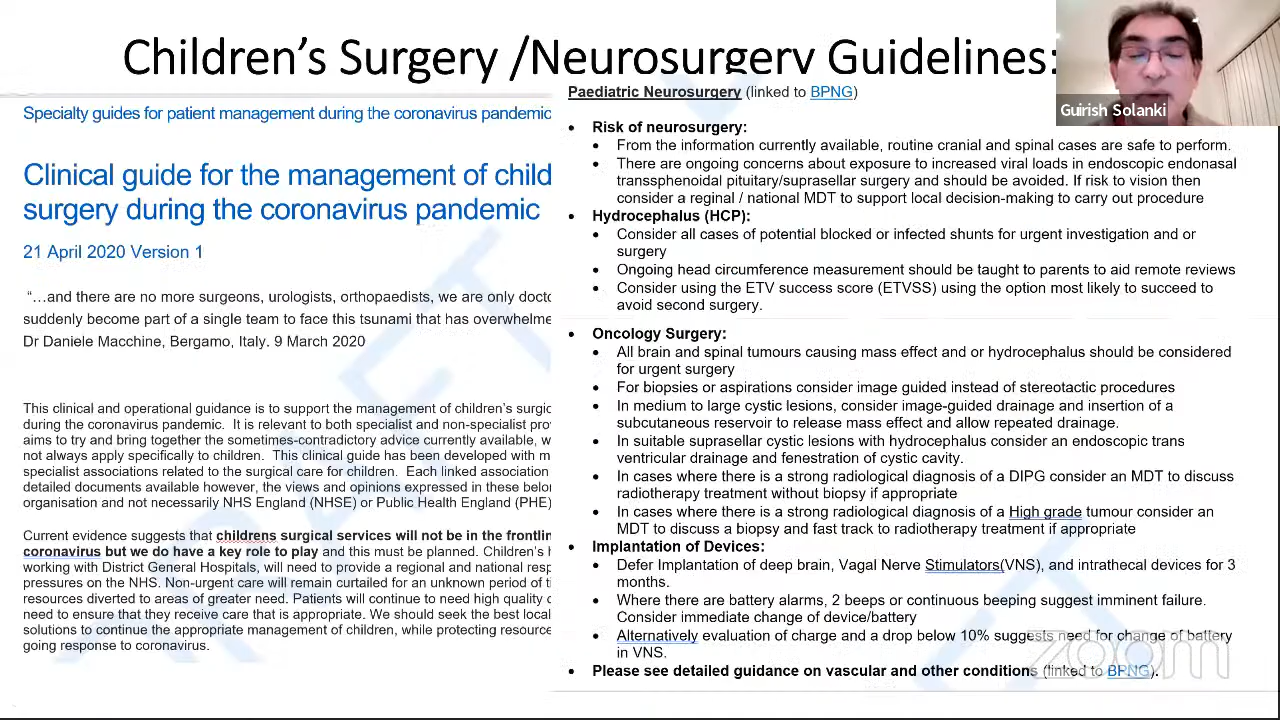 Children's Surgery /Neurosurgery Guidelines:
Guirish Solanki
Specialty guides for patient management during the coronavirus pandemic
Clinical guide for the management of child
surgery during the coronavirus pandemic
21 April 2020 Version 1
"…and there are no more surgeons, urologists, orthopaedists, we are only docto
suddenly become part of a single team to face this tsunami that has overwhelme
Dr Daniele Macchine, Bergamo, Italy. 9 March 2020
This clinical and operational guidance is to support the management of children's surgic
during the coronavirus pandemic. It is relevant to both specialist and non-specialist pro
aims to try and bring together the sometimes-contradictory advice currently available, w
not always apply specifically to children. This clinical guide has been developed with m
specialist associations related to the surgical care for children. Each linked association
detailed documents available however, the views and opinions expressed in these belon
organisation and not necessarily NHS England (NHSE) or Public Health England (PHE)
Current evidence suggests that childrens surgical services will not be in the frontlin
coronavirus but we do have a key role to play and this must be planned. Children's h
working with District General Hospitals, will need to provide a regional and national resp
pressures on the NHS. Non-urgent care will remain curtailed for an unknown period of ti
resources diverted to areas of greater need. Patients will continue to need high quality c
need to ensure that they receive care that is appropriate. We should seek the best local
solutions to continue the appropriate management of children, while protecting resource
going response to coronavirus.
Paediatric Neurosurgery (linked to BPNG)
• Risk of neurosurgery:
• From the information currently available, routine cranial and spinal cases are safe to perform.
• There are ongoing concerns about exposure to increased viral loads in endoscopic endonasal
transsphenoidal pituitary/suprasellar surgery and should be avoided. If risk to vision then
consider a reginal / national MDT to support local decision-making to carry out procedure
• Hydrocephalus (HCP):
• Consider all cases of potential blocked or infected shunts for urgent investigation and or
surgery
• Ongoing head circumference measurement should be taught to parents to aid remote reviews
• Consider using the ETV success score (ETVSS) using the option most likely to succeed to
avoid second surgery.
• Oncology Surgery:
• All brain and spinal tumours causing mass effect and or hydrocephalus should be considered
for urgent surgery
• For biopsies or aspirations consider image guided instead of stereotactic procedures
• In medium to large cystic lesions, consider image-guided drainage and insertion of a
subcutaneous reservoir to release mass effect and allow repeated drainage.
• In suitable suprasellar cystic lesions with hydrocephalus consider an endoscopic trans
ventricular drainage and fenestration of cystic cavity.
• In cases where there is a strong radiological diagnosis of a DIPG consider an MDT to discuss
radiotherapy treatment without biopsy if appropriate
• In cases where there is a strong radiological diagnosis of a High grade tumour consider an
MDT to discuss a biopsy and fast track to radiotherapy treatment if appropriate
• Implantation of Devices:
• Defer Implantation of deep brain, Vagal Nerve Stimulators(VNS), and intrathecal devices for 3
months.
• Where there are battery alarms, 2 beeps or continuous beeping suggest imminent failure.
Consider immediate change of device/battery
• Alternatively evaluation of charge and a drop below 10% suggests need for change of battery
in VNS.
• Please see detailed guidance on vascular and other conditions (linked to BPNG).
zoom